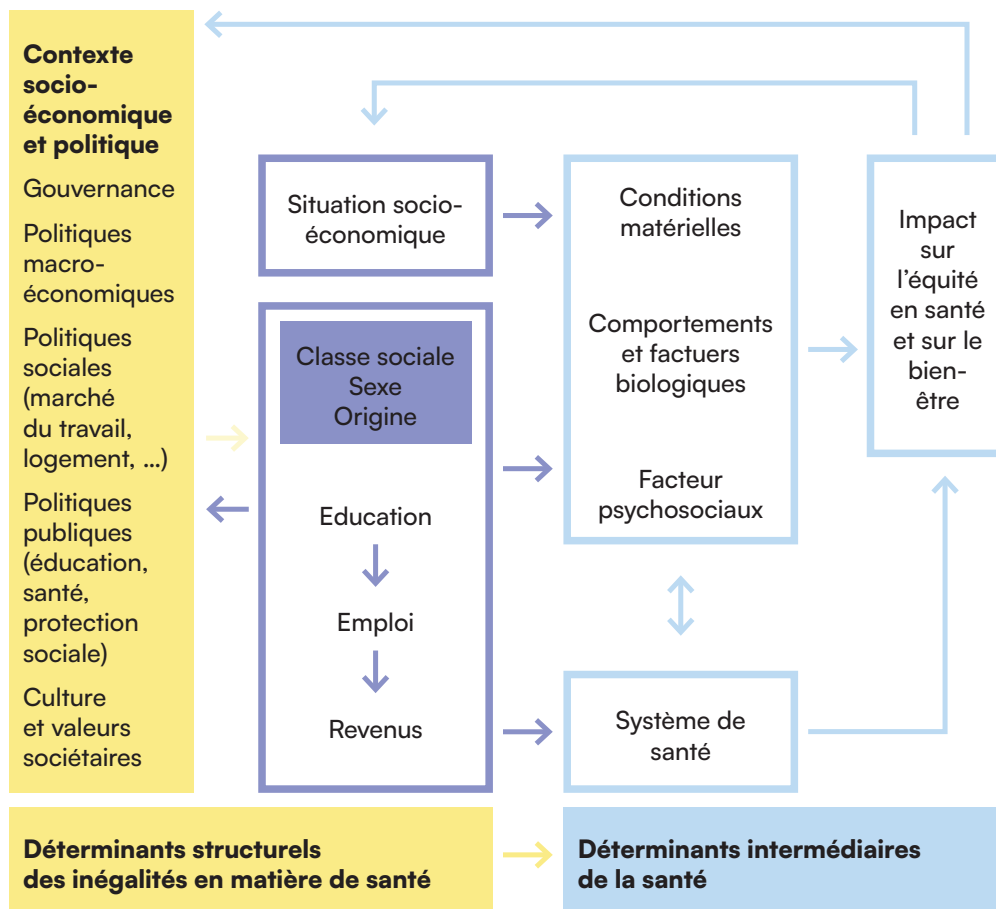 Contexte
socio-
économique
et politique
Gouvernance
Politiques
macro-
économiques
Politiques
sociales
(marché
du travail,
logement, ...)
Politiques
publiques
(éducation,
santé,
protection
sociale)
Culture
et valeurs
sociétaires
Situation socio-
économique
Classe sociale
Sexe
Origine
Education
Emploi
Revenus
Conditions
matérielles
Comportements
et factuers
biologiques
Facteur
psychosociaux
Système de
santé
Impact
sur
l'équité
en santé
et sur le
bien-
être
Déterminants structurels
des inégalités en matière de santé
Déterminants intermédiaires
de la santé